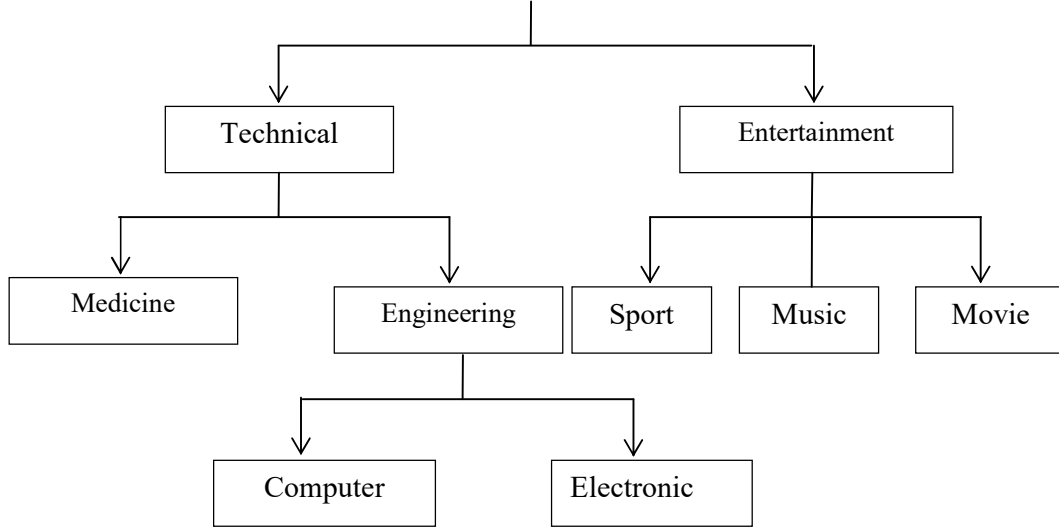 Technical
Entertainment
Medicine
Engineering
Sport
Music
Movie
Computer
Electronic